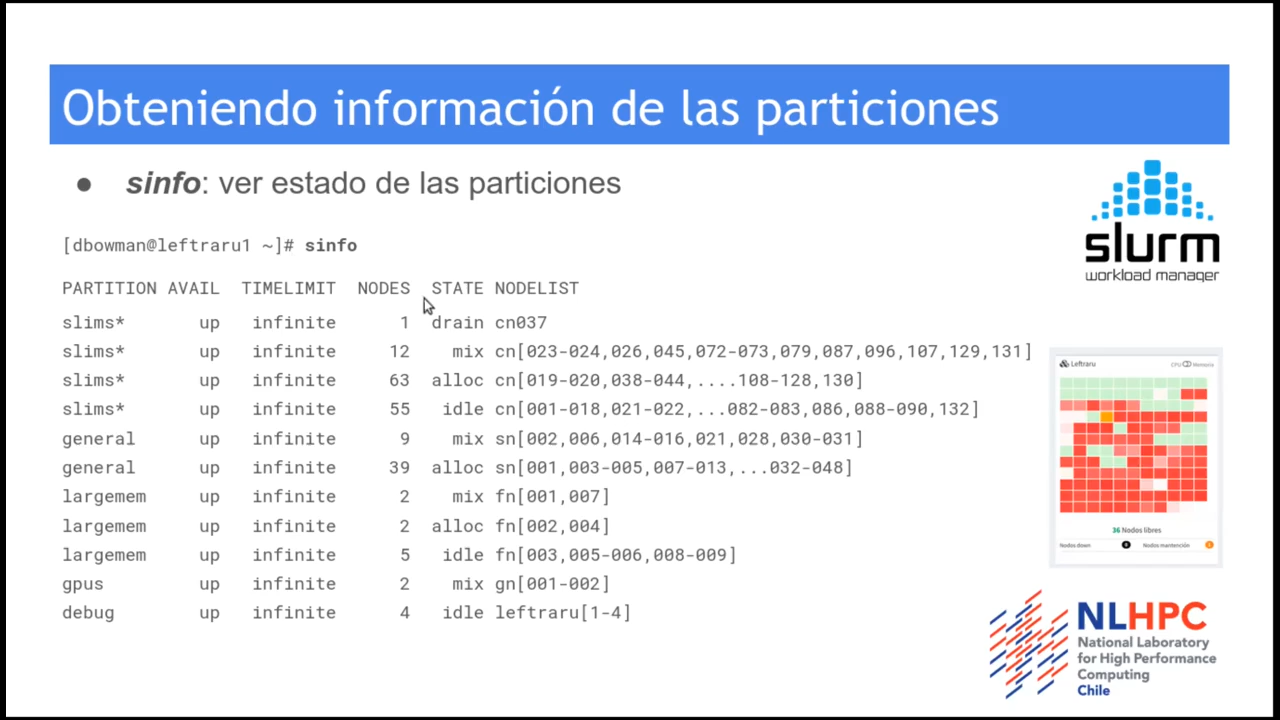 Obteniendo información de las particiones
● sinfo: ver estado de las particiones
[dbowman@leftraru1 ~]# sinfo
PARTITION AVAIL TIMELIMIT NODES STATE NODELIST
slims* up infinite 1 drain cn037
slims* up infinite 12 mix cn[023-024,026,045,072-073,079,087,096,107,129,131]
slims* up infinite 63 alloc cn[019-020,038-044,....108-128,130]
slims* up infinite 55 idle cn[001-018,021-022,...082-083,086,088-090,132]
general up infinite 9 mix sn[002,006,014-016,021,028,030-031]
general up infinite 39 alloc sn[001,003-005,007-013,...032-048]
largemem up infinite 2 mix fn[001,007]
largemem up infinite 2 alloc fn[002,004]
largemem up infinite 5 idle fn[003,005-006,008-009]
gpus up infinite 2 mix gn[001-002]
debug up infinite 4 idle leftraru[1-4]
slurm
workload manager
Leftraru CPU Memoria
36 Nodos libres
Nodos down 0 Nodos mantención
NLHPC
National Laboratory
for High Performance
Computing
Chile